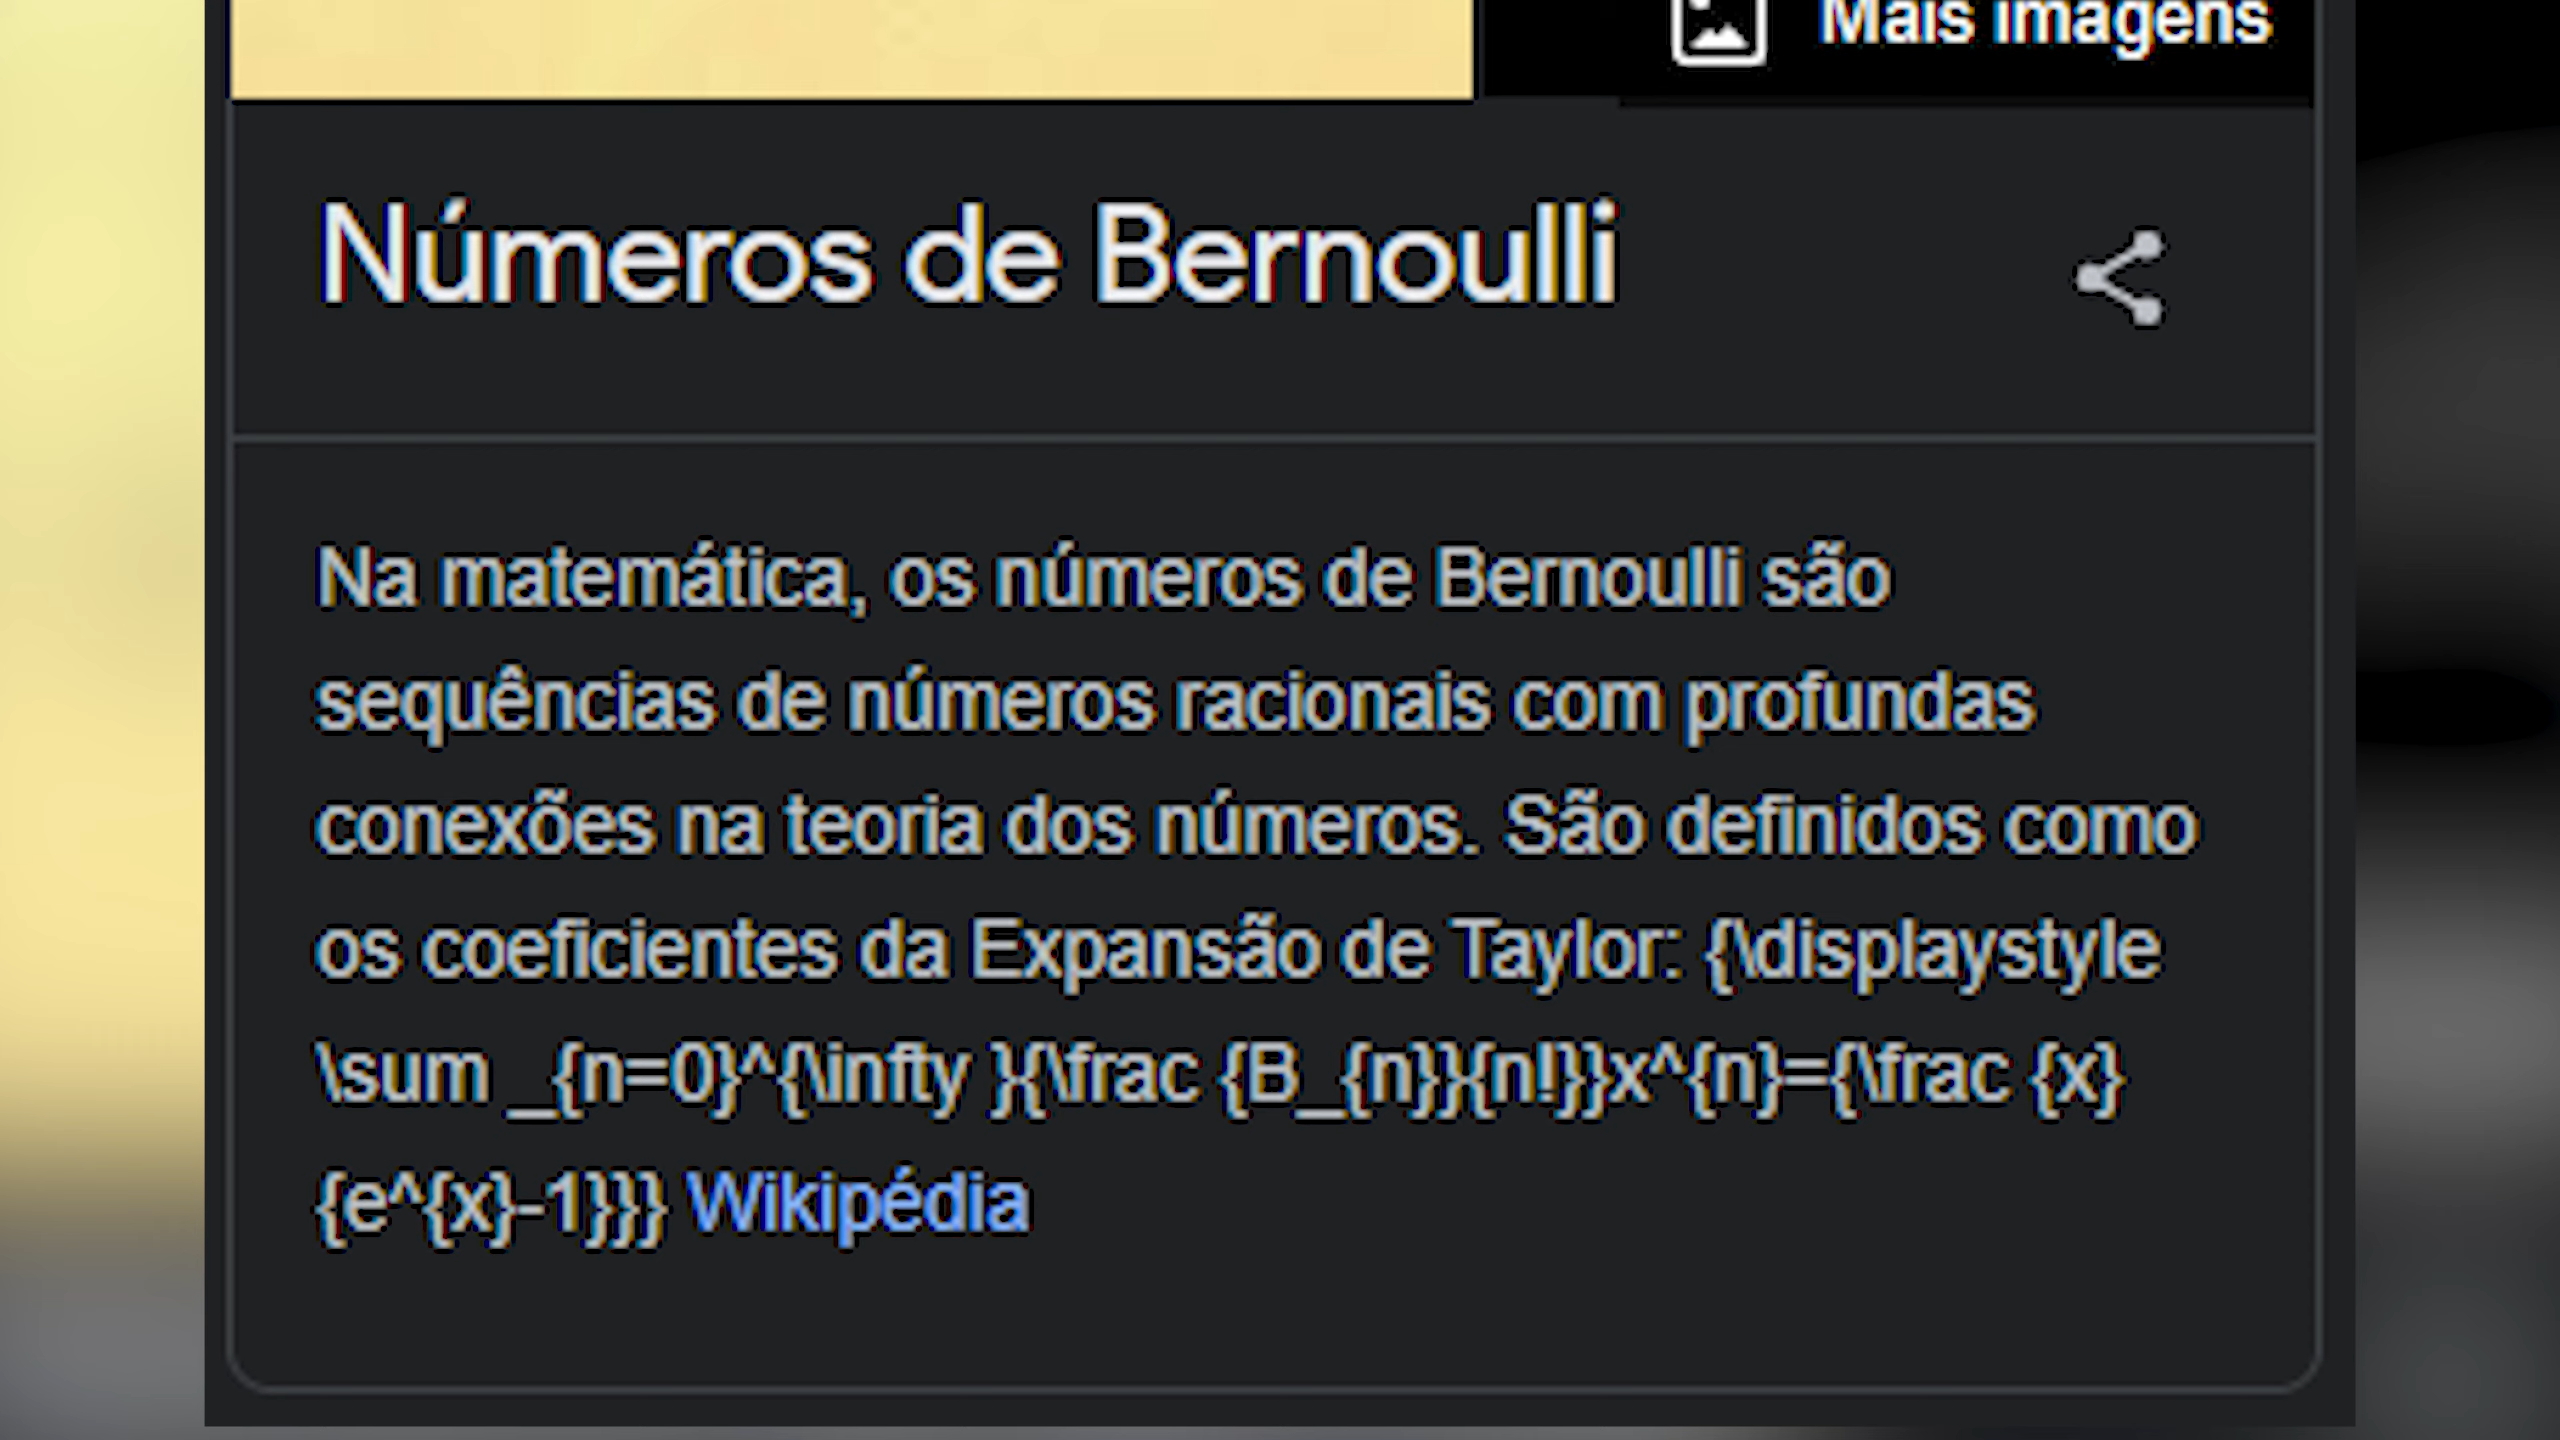 Mais imagens
Números de Bernoulli
Na matemática, os números de Bernoulli são
sequências de números racionais com profundas
conexões na teoria dos números. São definidos como
os coeficientes da Expansão de Taylor: {\displaystyle
\sum _{n=0}^{\infty }{\frac {B_{n}}{n!}}x^{n}={\frac {x}
{e^{x}-1}}} Wikipédia